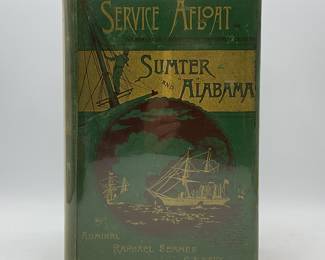 SERVICE AFLOAT
SUMTER
AND
ALABAMA
BY
ADMIRAL
RAPHAEL SEMMES